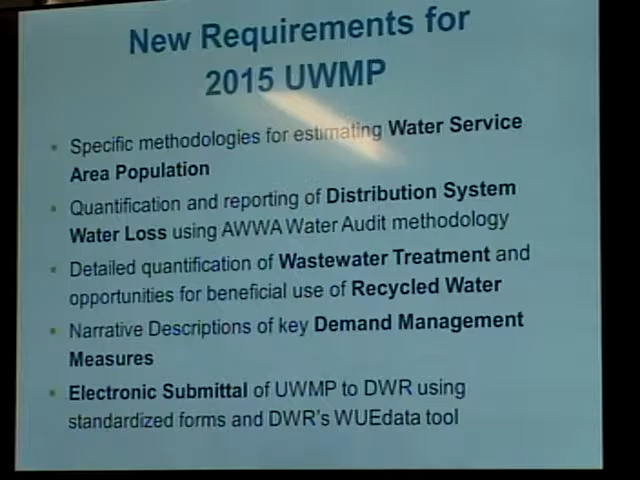 New Requirements for
2015 UWMP
• Specific methodologies for estimating Water Service
Area Population
• Quantification and reporting of Distribution System
Water Loss using AWWA Water Audit methodology
• Detailed quantification of Wastewater Treatment and
opportunities for beneficial use of Recycled Water
• Narrative Descriptions of key Demand Management
Measures
• Electronic Submittal of UWMP to DWR using
standardized forms and DWR's WUEdata tool